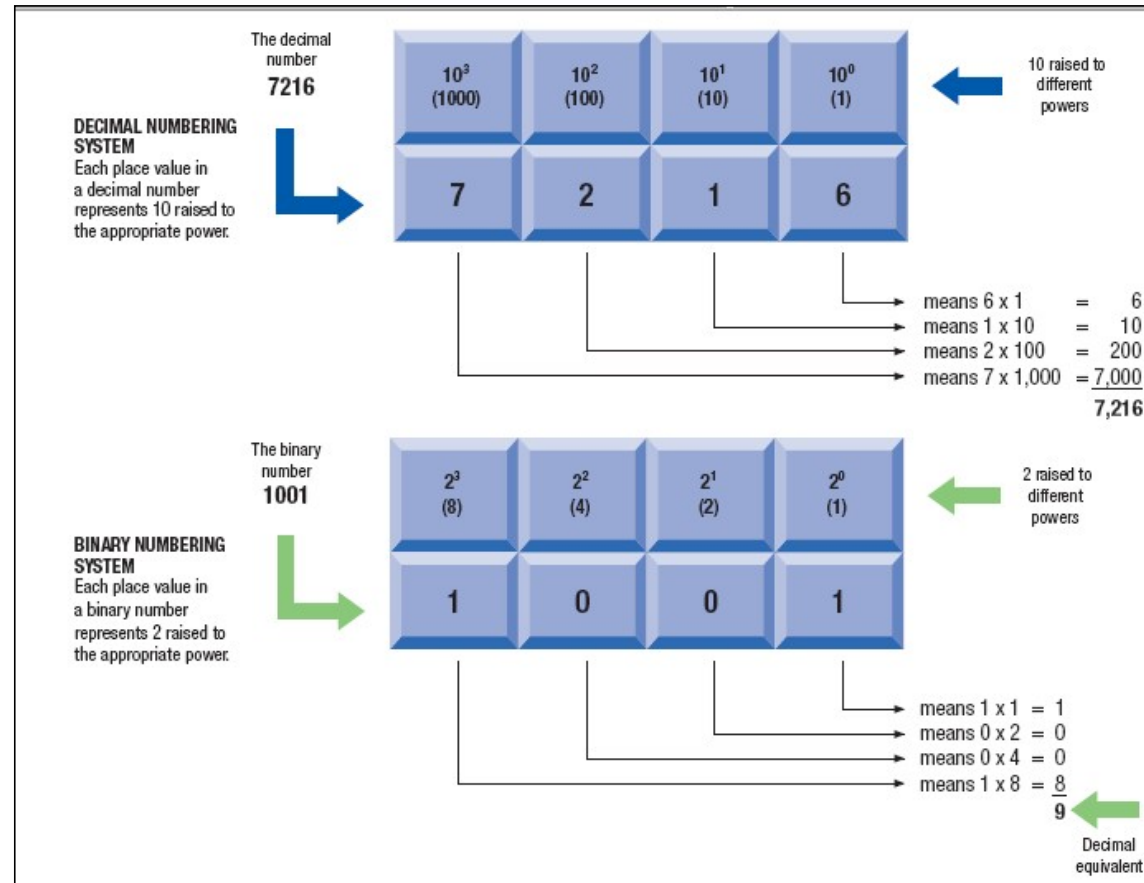 The decimal
number
7216
DECIMAL NUMBERING
SYSTEM
Each place value in
a decimal number
represents 10 raised to
the appropriate power.
10³ 10² 10¹ 10⁰
(1000) (100) (10) (1)
10 raised to
different
powers
7 2 1 6
means 6 x 1 = 6
means 1 x 10 = 10
means 2 x 100 = 200
means 7 x 1,000 = 7,000
7,216
The binary
number
1001
BINARY NUMBERING
SYSTEM
Each place value in
a binary number
represents 2 raised to
the appropriate power.
2³ 2² 2¹ 2⁰
(8) (4) (2) (1)
2 raised to
different
powers
1 0 0 1
means 1 x 1 = 1
means 0 x 2 = 0
means 0 x 4 = 0
means 1 x 8 = 8
9
Decimal
equivalent